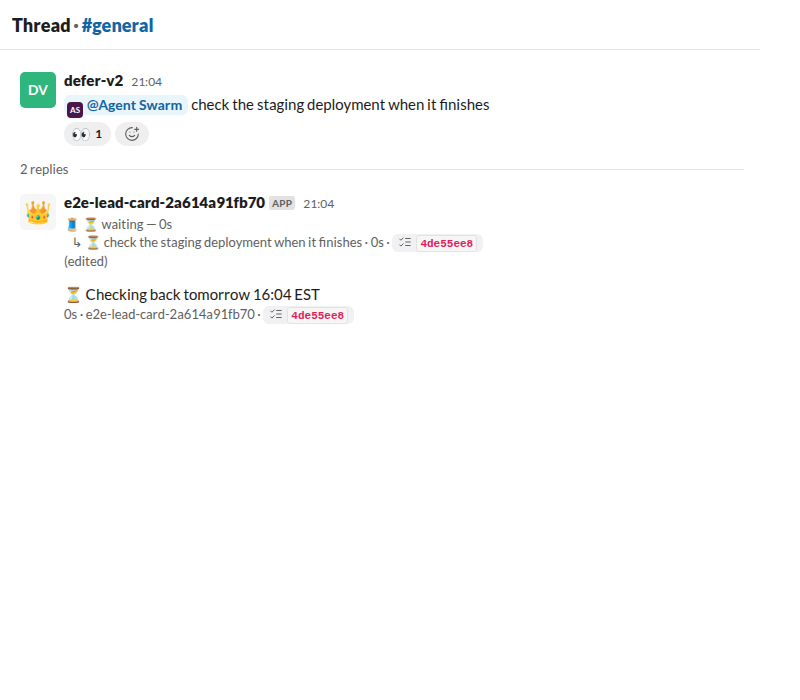 Thread · #general
DV
defer-v2 21:04
AS @Agent Swarm check the staging deployment when it finishes
👀 1
2 replies
e2e-lead-card-2a614a91fb70 APP 21:04
🧵 ⏳ waiting — 0s
↳ ⏳ check the staging deployment when it finishes · 0s · 4de55ee8
(edited)
⏳ Checking back tomorrow 16:04 EST
0s · e2e-lead-card-2a614a91fb70 · 4de55ee8